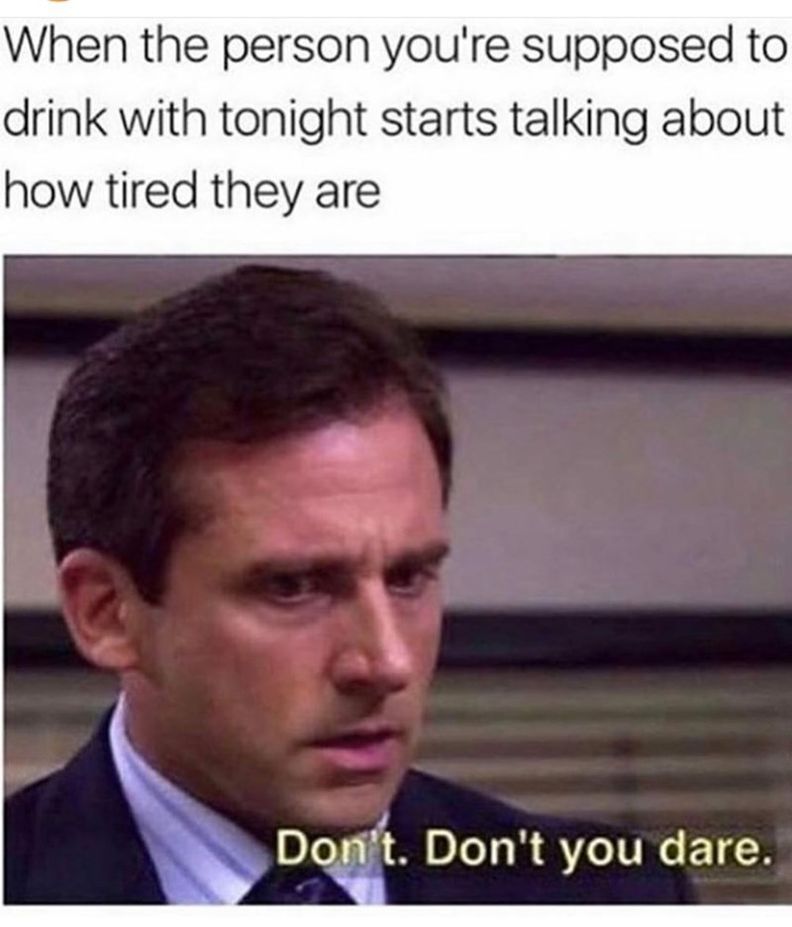 When the person you're supposed to
drink with tonight starts talking about
how tired they are
Don't. Don't you dare.